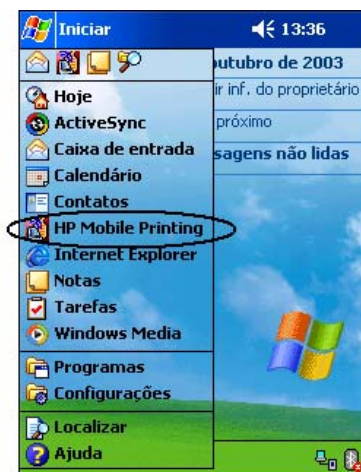 Iniciar 13:36
outubro de 2003
ir inf. do proprietário
próximo
sagens não lidas
Hoje
ActiveSync
Caixa de entrada
Calendário
Contatos
HP Mobile Printing
Internet Explorer
Notas
Tarefas
Windows Media
Programas
Configurações
Localizar
Ajuda